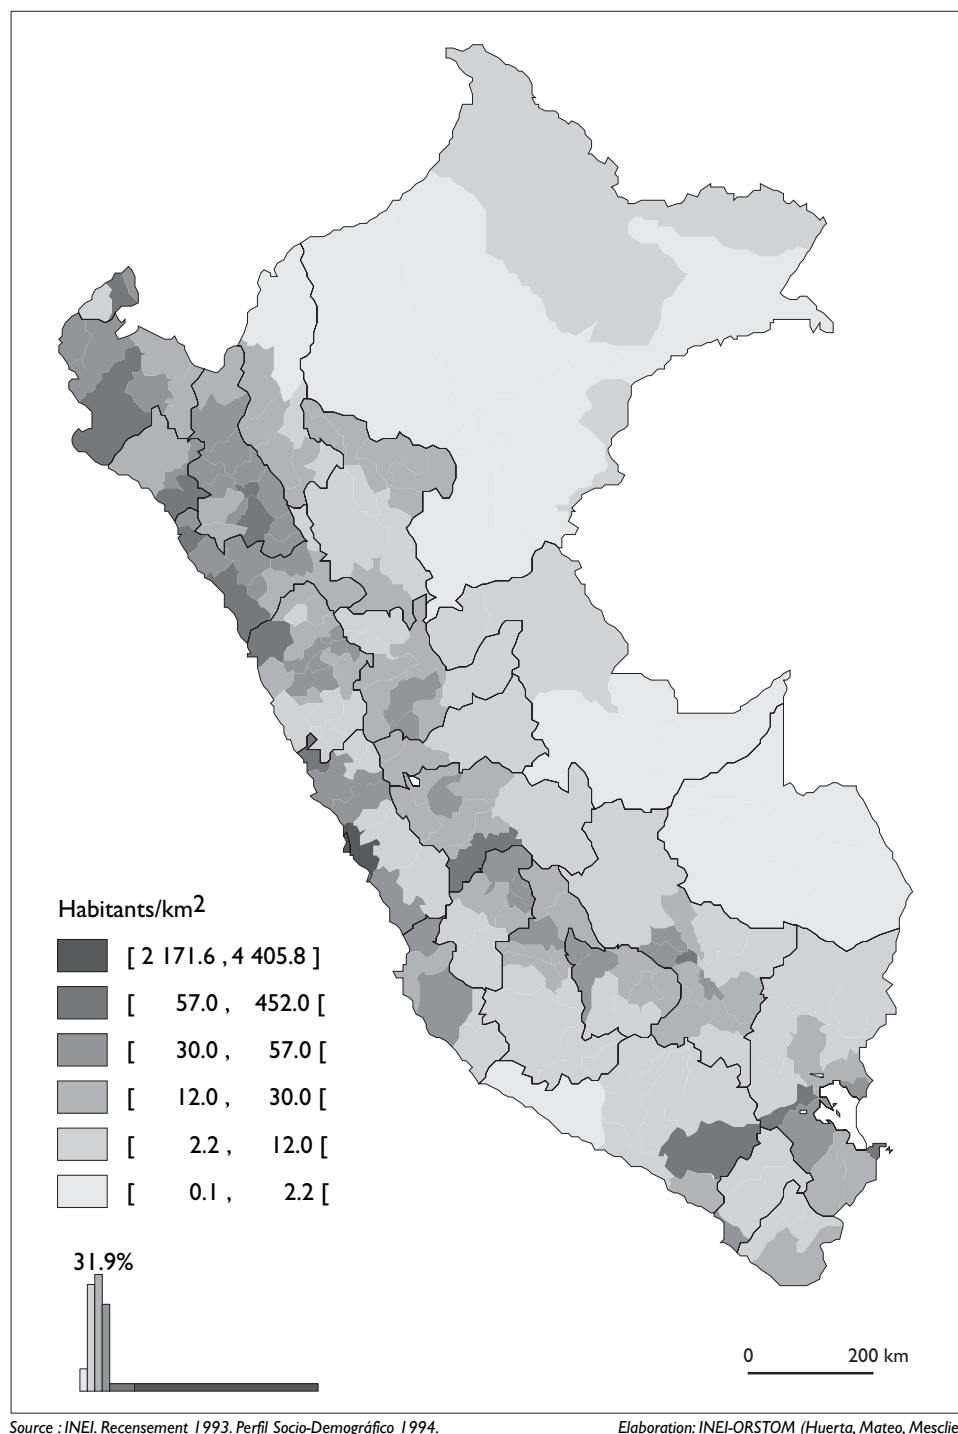 Habitants/km2
[ 2 171.6 , 4 405.8 ]
[ 57.0 , 452.0 [
[ 30.0 , 57.0 [
[ 12.0 , 30.0 [
[ 2.2 , 12.0 [
[ 0.1 , 2.2 [
31.9%
0 200 km
Source : INEI. Recensement 1993. Perfil Socio-Demográfico 1994.
Elaboration: INEI-ORSTOM (Huerta, Mateo, Mesclie